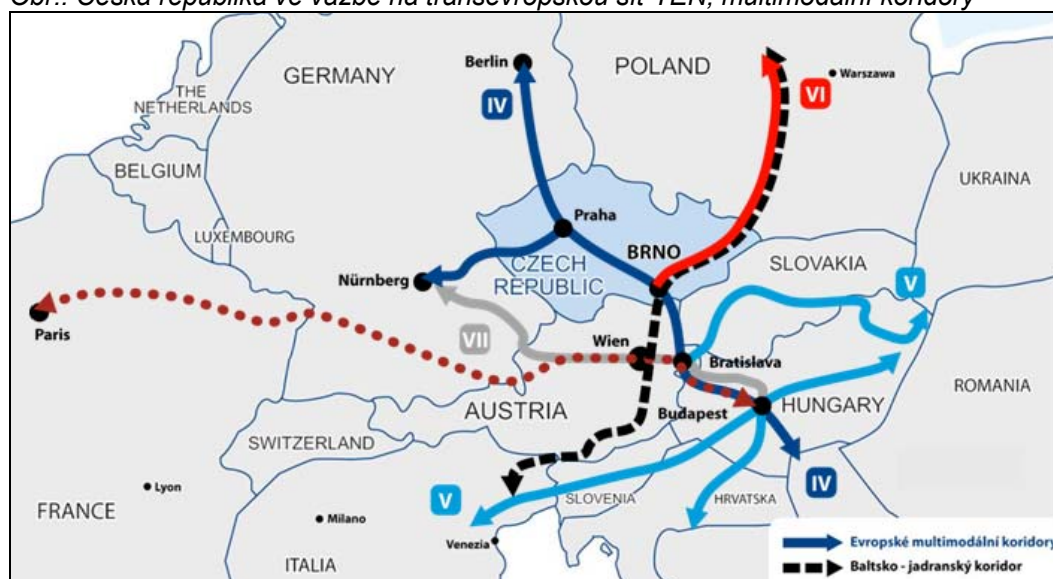 Obr.: Česká republika ve vazbě na transevropskou síť TEN, multimodální koridory
GERMANY
Berlin
POLAND
Warszawa
THE
NETHERLANDS
IV
VI
BELGIUM
UKRAINA
LUXEMBOURG
Praha
BRNO
CZECH
REPUBLIC
SLOVAKIA
Nürnberg
V
Paris
VII
Wien
Bratislava
ROMANIA
AUSTRIA
Budapest
HUNGARY
SWITZERLAND
Lyon
V
SLOVENIA
HRVATSKA
IV
FRANCE
Milano
Venezia
ITALIA
Evropské multimodální koridory
Baltsko - jadranský koridor